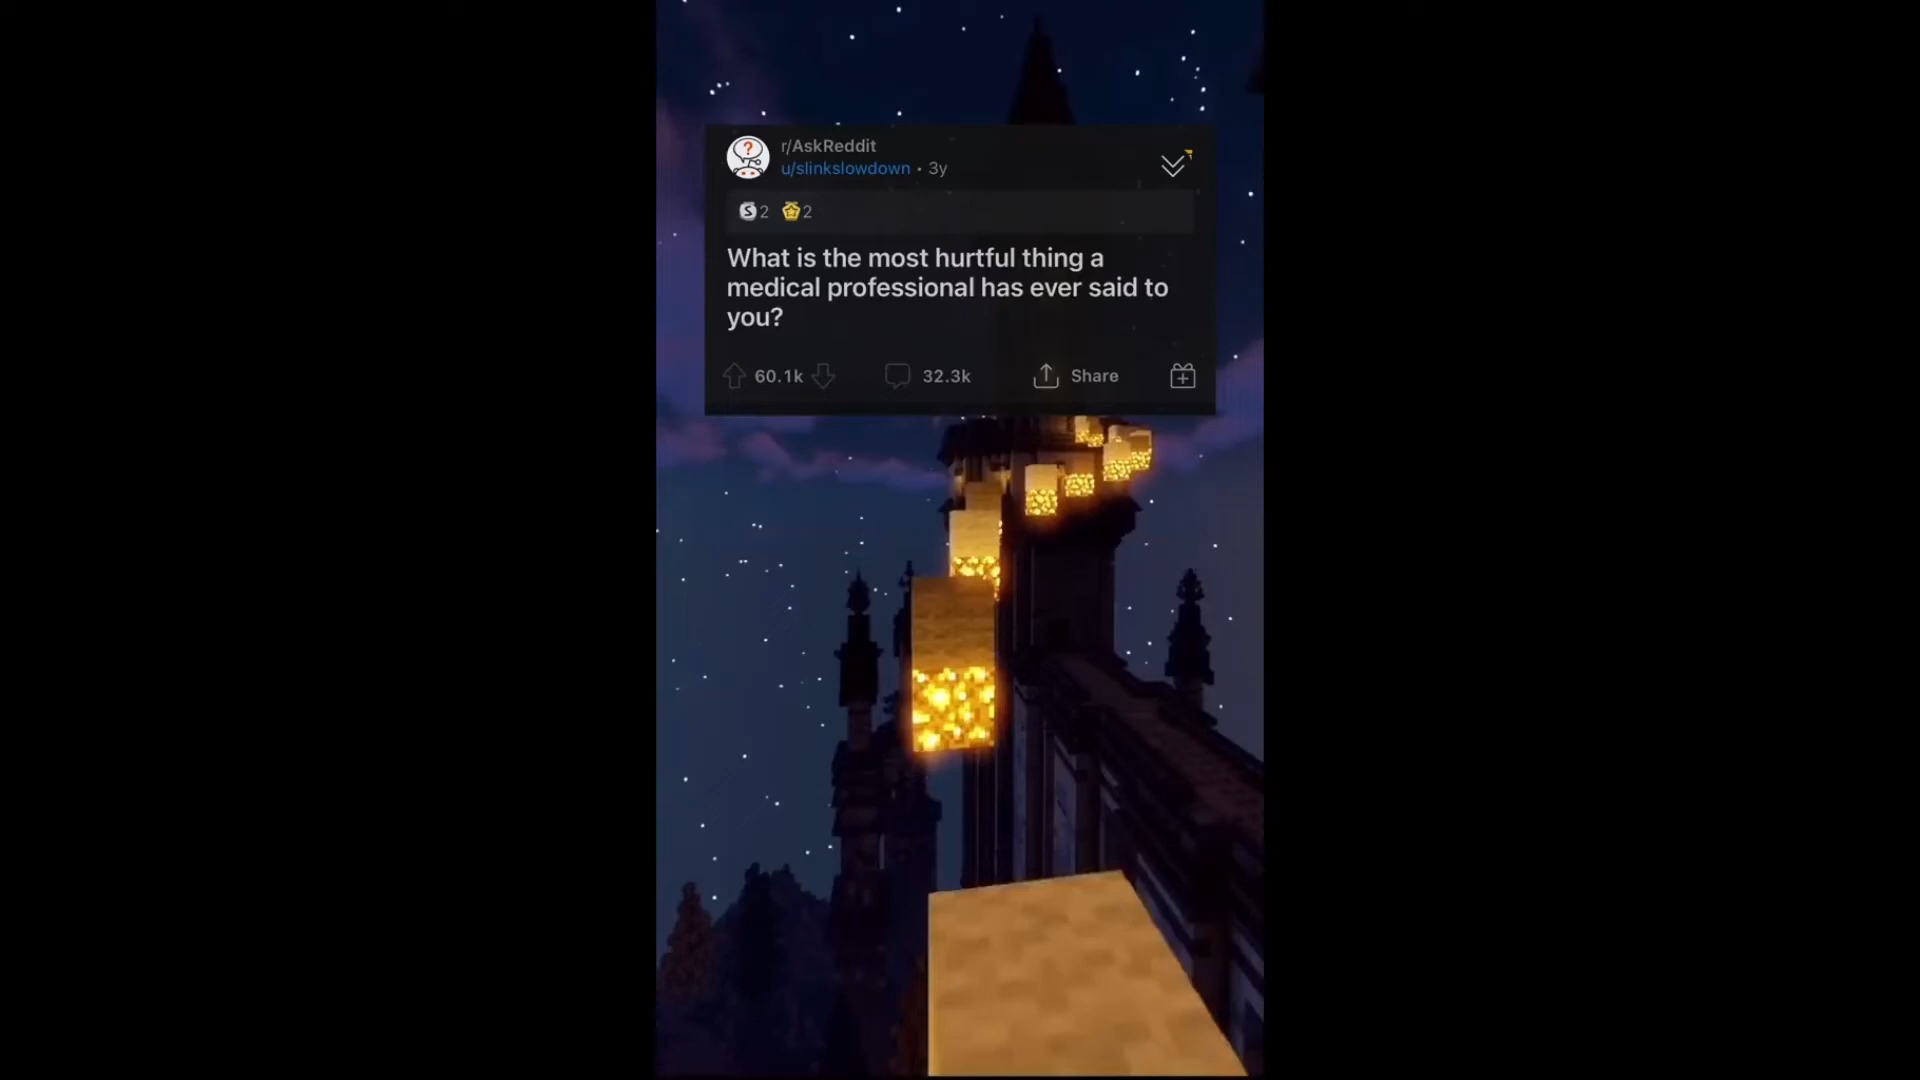 r/AskReddit
u/slinkslowdown • 3y
S 2 2
What is the most hurtful thing a
medical professional has ever said to
you?
60.1k 32.3k Share